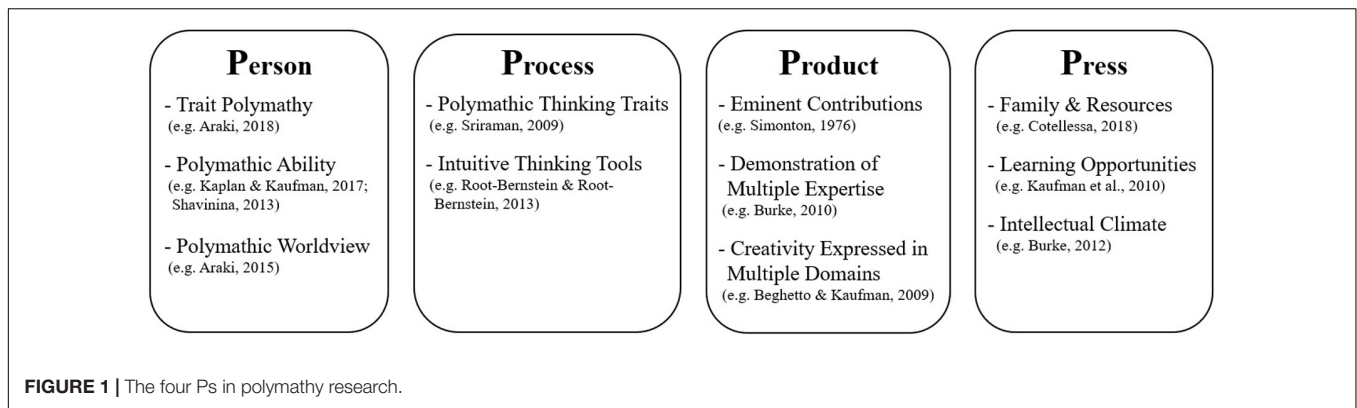 Person
- Trait Polymathy
(e.g. Araki, 2018)
- Polymathic Ability
(e.g. Kaplan & Kaufman, 2017;
Shavinina, 2013)
- Polymathic Worldview
(e.g. Araki, 2015)
Process
- Polymathic Thinking Traits
(e.g. Sriraman, 2009)
- Intuitive Thinking Tools
(e.g. Root-Bernstein & Root-
Bernstein, 2013)
Product
- Eminent Contributions
(e.g. Simonton, 1976)
- Demonstration of
Multiple Expertise
(e.g. Burke, 2010)
- Creativity Expressed in
Multiple Domains
(e.g. Beghetto & Kaufman, 2009)
Press
- Family & Resources
(e.g. Cotellessa, 2018)
- Learning Opportunities
(e.g. Kaufman et al., 2010)
- Intellectual Climate
(e.g. Burke, 2012)
FIGURE 1 | The four Ps in polymathy research.